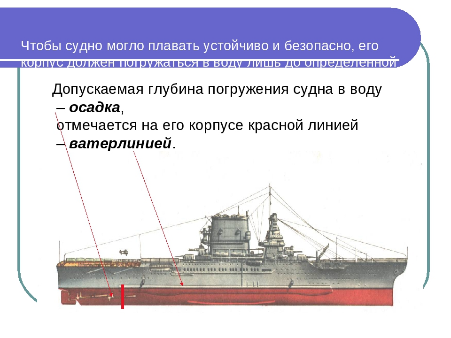 Чтобы судно могло плавать устойчиво и безопасно, его
корпус должен погружаться в воду лишь до определенной
Допускаемая глубина погружения судна в воду
– осадка,
отмечается на его корпусе красной линией
– ватерлинией.